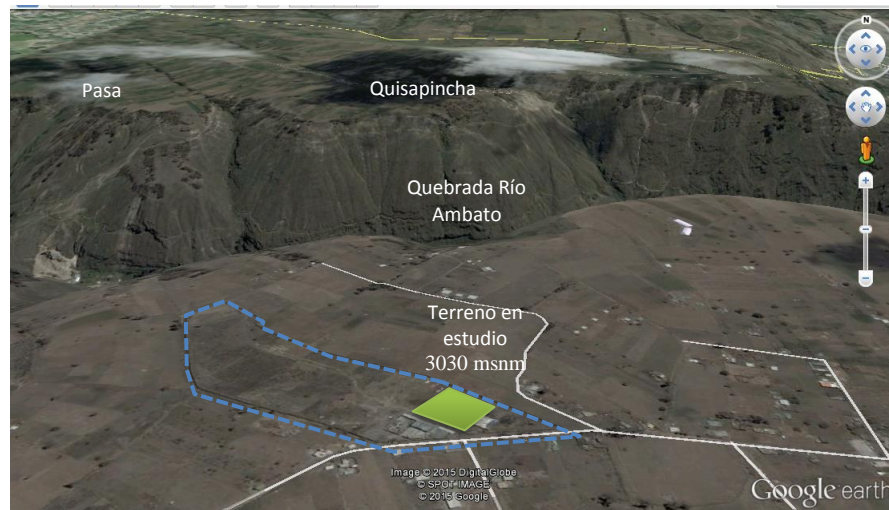 N
Pasa
Quisapincha
Quebrada Río
Ambato
Terreno en
estudio
3030 msnm
Image © 2015 DigitalGlobe
© SPOT IMAGE
© 2015 Google
Google earth